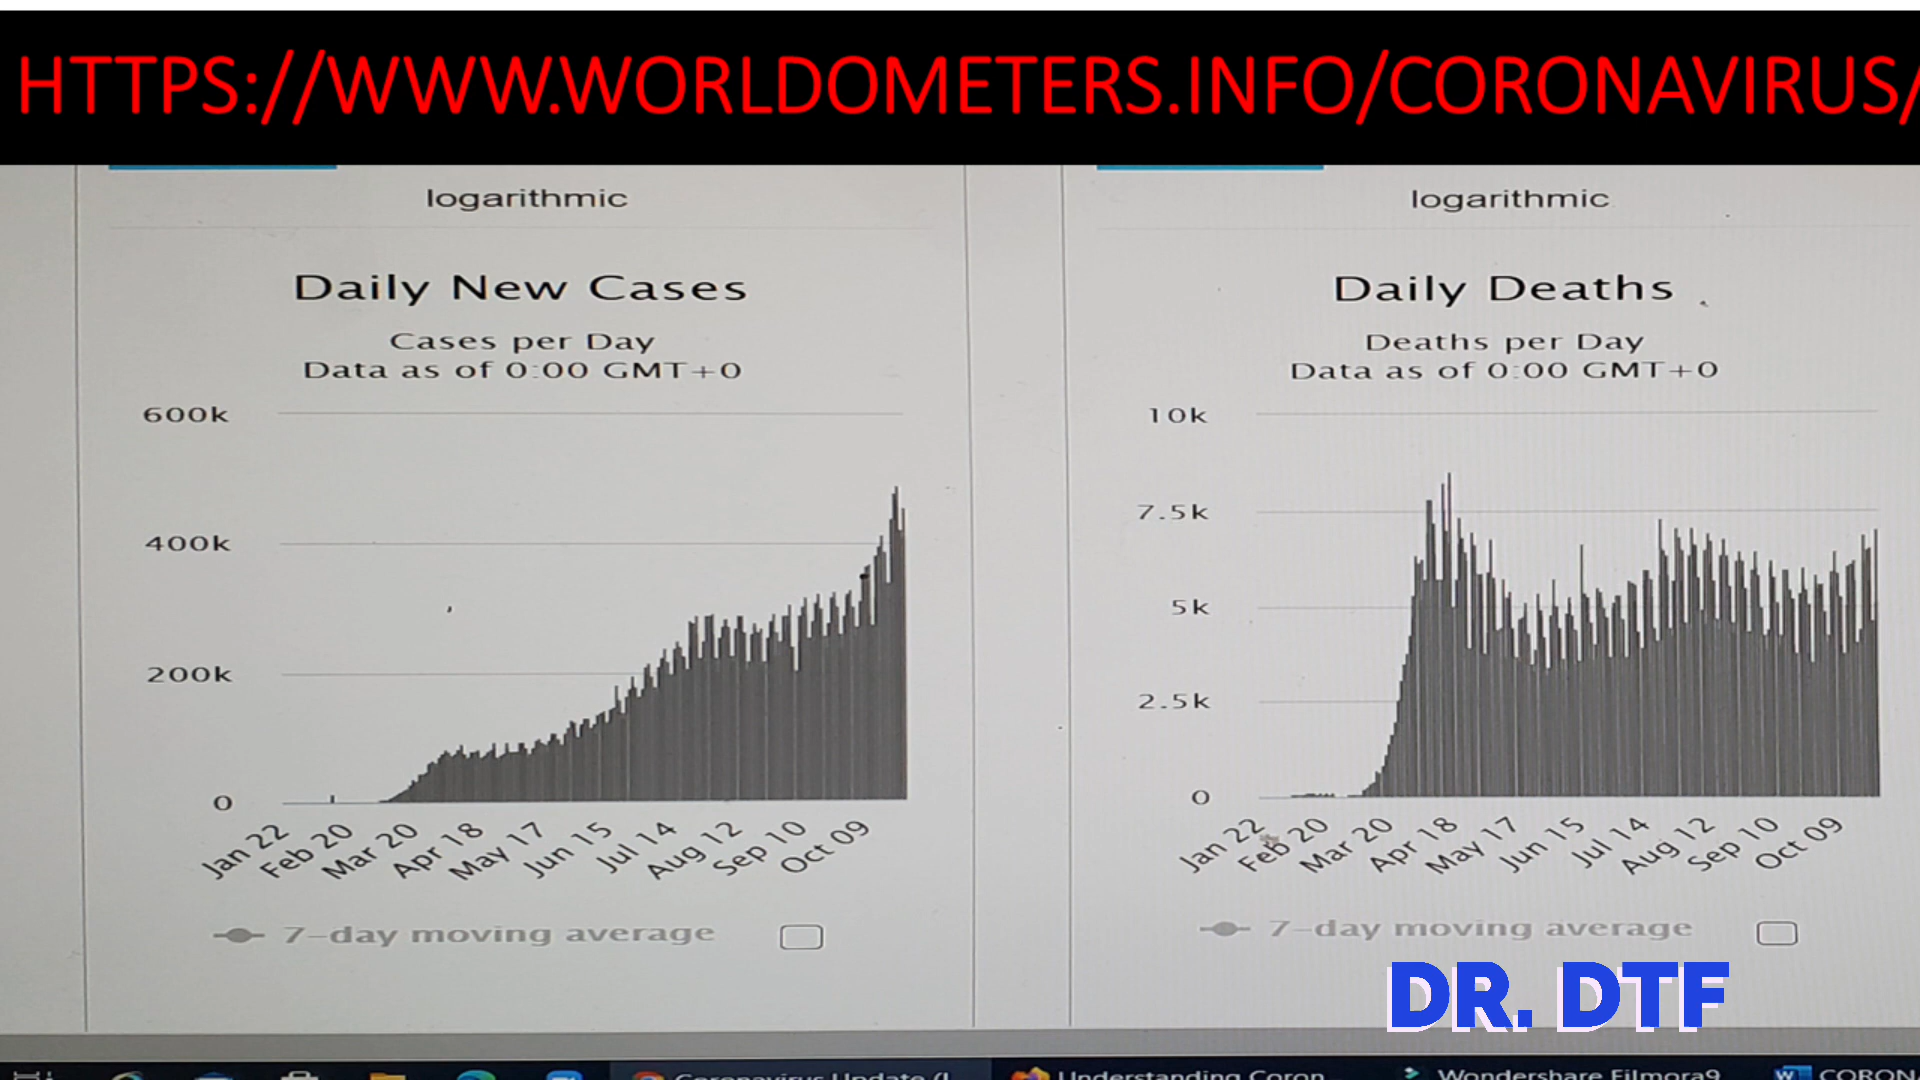 HTTPS://WWW.WORLDOMETERS.INFO/CORONAVIRUS/
logarithmic
Daily New Cases
Cases per Day
Data as of 0:00 GMT+0
600k
400k
200k
0
Jan 22
Feb 20
Mar 20
Apr 18
May 17
Jun 15
Jul 14
Aug 12
Sep 10
Oct 09
7-day moving average
logarithmic
Daily Deaths
Deaths per Day
Data as of 0:00 GMT+0
10k
7.5k
5k
2.5k
0
Jan 22
Feb 20
Mar 20
Apr 18
May 17
Jun 15
Jul 14
Aug 12
Sep 10
Oct 09
7-day moving average
DR. DTF
Coronavirus Update (L
Understanding Coron
Wondershare Filmora9
CORON